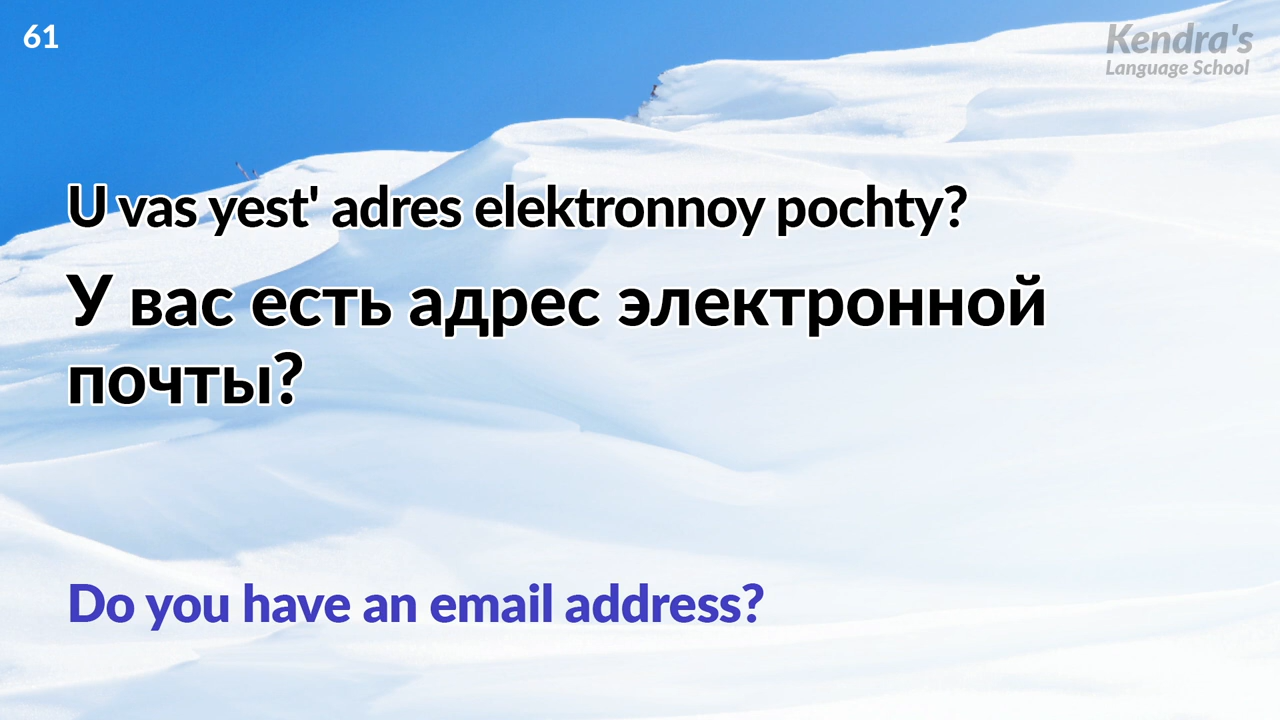 61
Kendra's
Language School
U vas yest' adres elektronnoy pochty?
У вас есть адрес электронной
почты?
Do you have an email address?